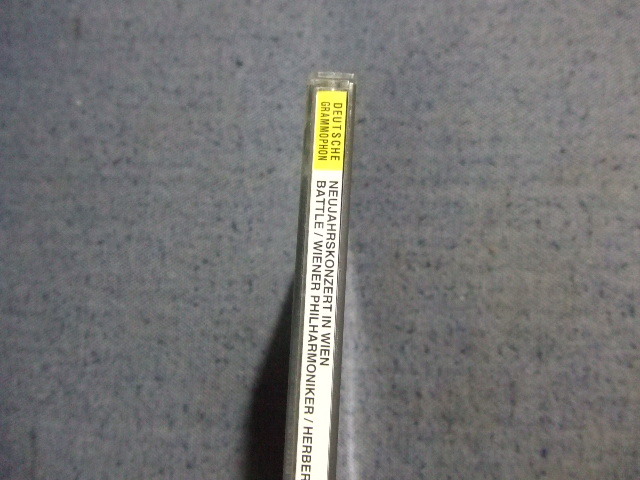 DEUTSCHE
GRAMMOPHON
NEUJAHRSKONZERT IN WIEN
BATTLE / WIENER PHILHARMONIKER / HERBER